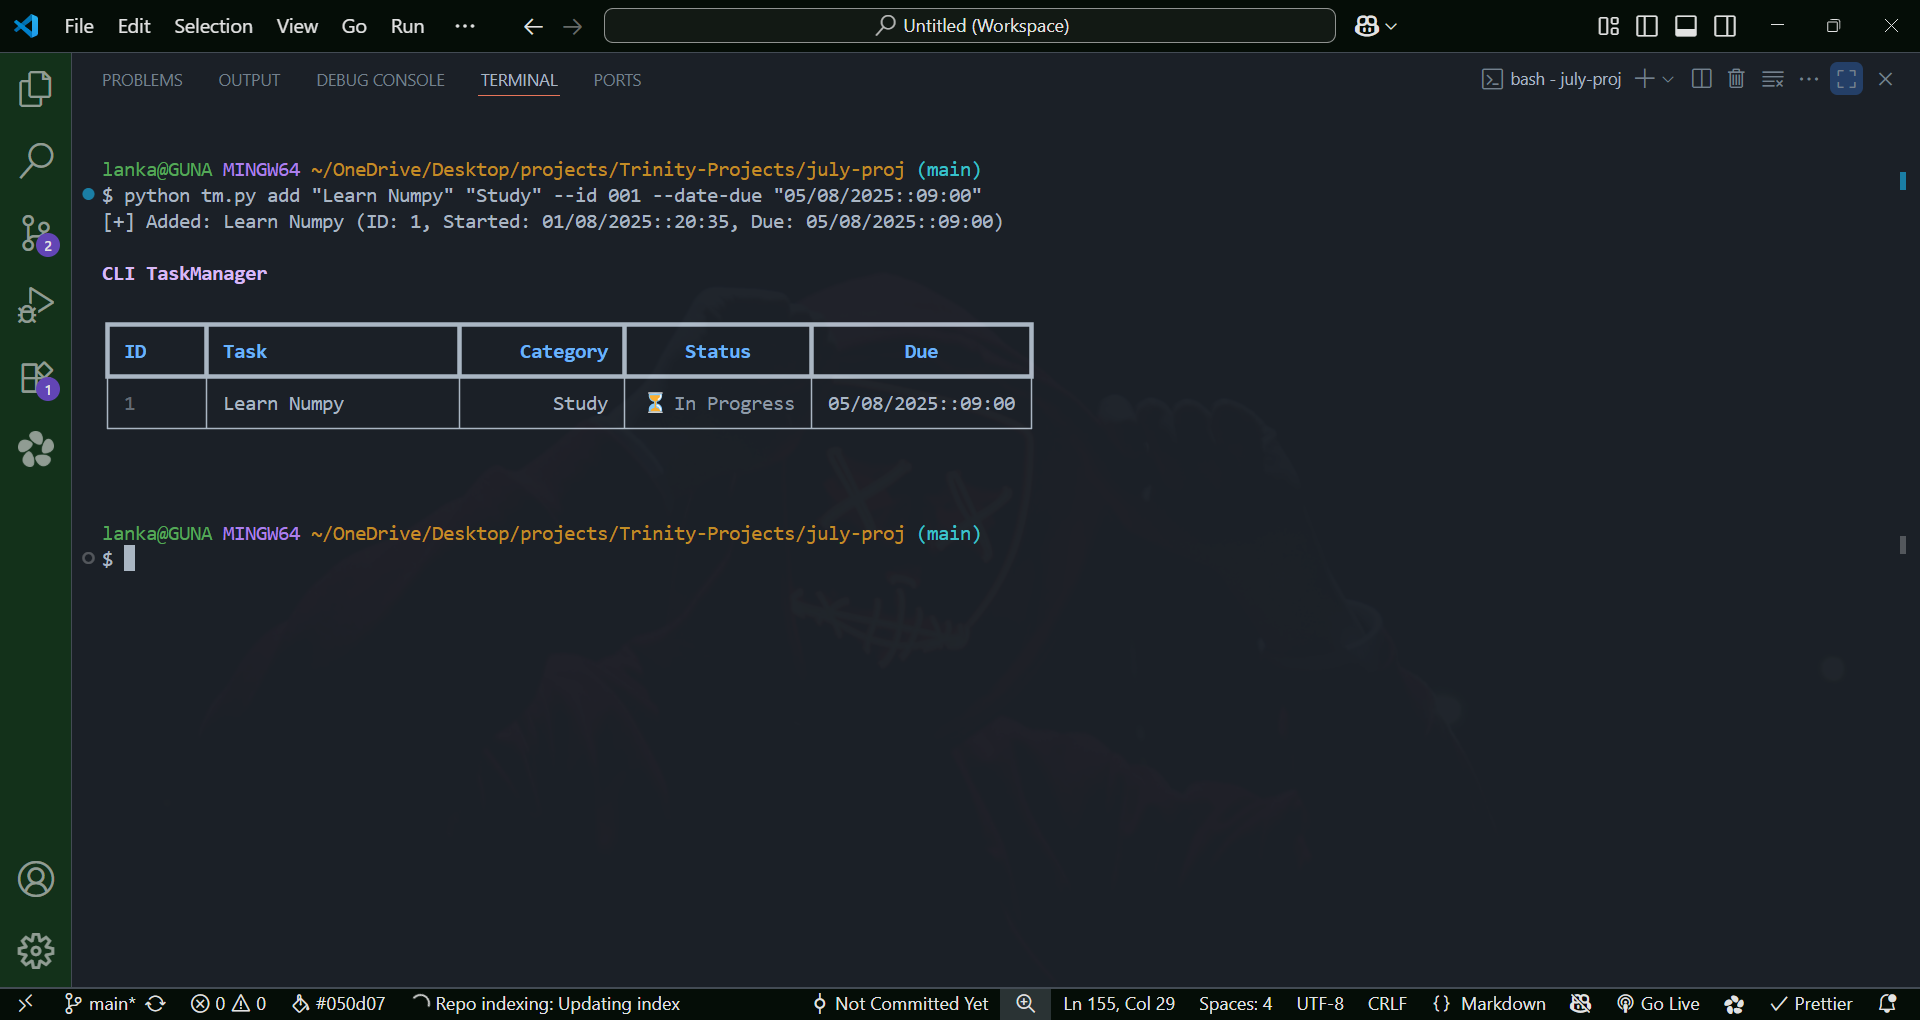 File Edit Selection View Go Run ··· Untitled (Workspace)
PROBLEMS OUTPUT DEBUG CONSOLE TERMINAL PORTS bash - july-proj
lanka@GUNA MINGW64 ~/OneDrive/Desktop/projects/Trinity-Projects/july-proj (main)
$ python tm.py add "Learn Numpy" "Study" --id 001 --date-due "05/08/2025::09:00"
[+] Added: Learn Numpy (ID: 1, Started: 01/08/2025::20:35, Due: 05/08/2025::09:00)
CLI TaskManager
ID Task Category Status Due
1 Learn Numpy Study ⏳ In Progress 05/08/2025::09:00
lanka@GUNA MINGW64 ~/OneDrive/Desktop/projects/Trinity-Projects/july-proj (main)
$
2
1
main* 0 0 #050d07 Repo indexing: Updating index Not Committed Yet Ln 155, Col 29 Spaces: 4 UTF-8 CRLF {} Markdown Go Live Prettier